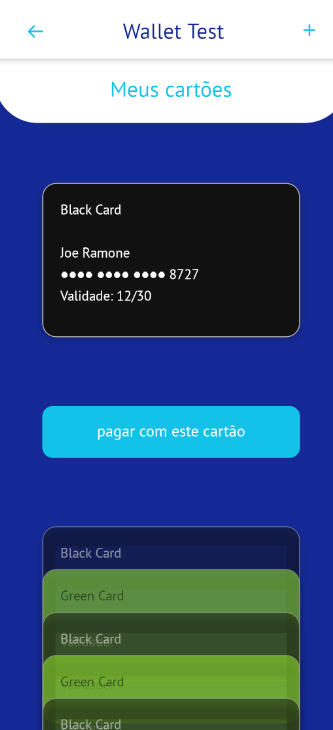 Wallet Test
Meus cartões
Black Card
Joe Ramone
●●●● ●●●● ●●●● 8727
Validade: 12/30
pagar com este cartão
Black Card
Green Card
Black Card
Green Card
Black Card